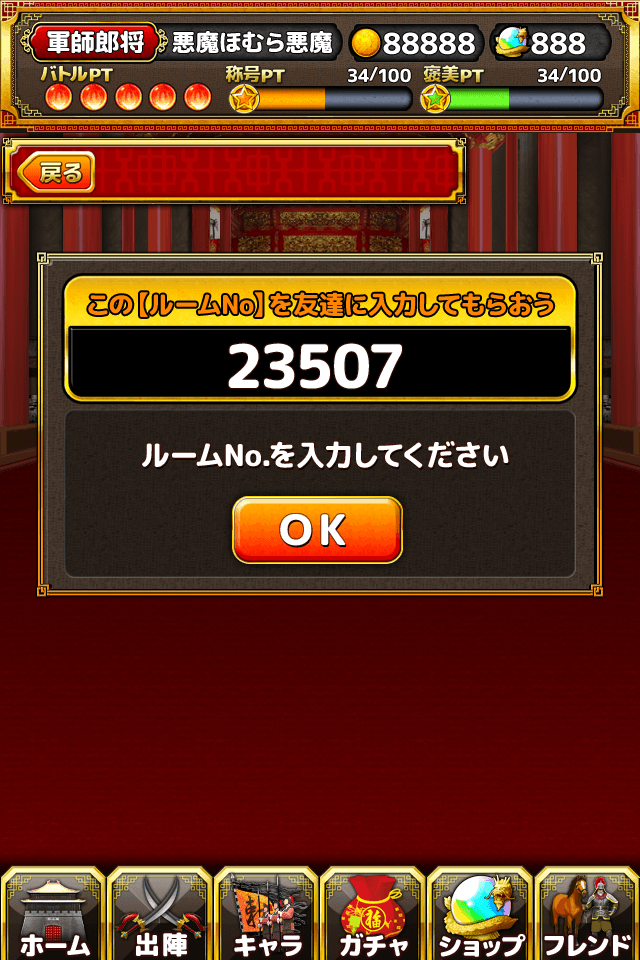 軍師郎将 悪魔ほむら悪魔 88888 888
バトルPT 称号PT 34/100 褒美PT 34/100
戻る
この【ルームNo】を友達に入力してもらおう
23507
ルームNo.を入力してください
OK
福
ホーム 出陣 キャラ ガチャ ショップ フレンド